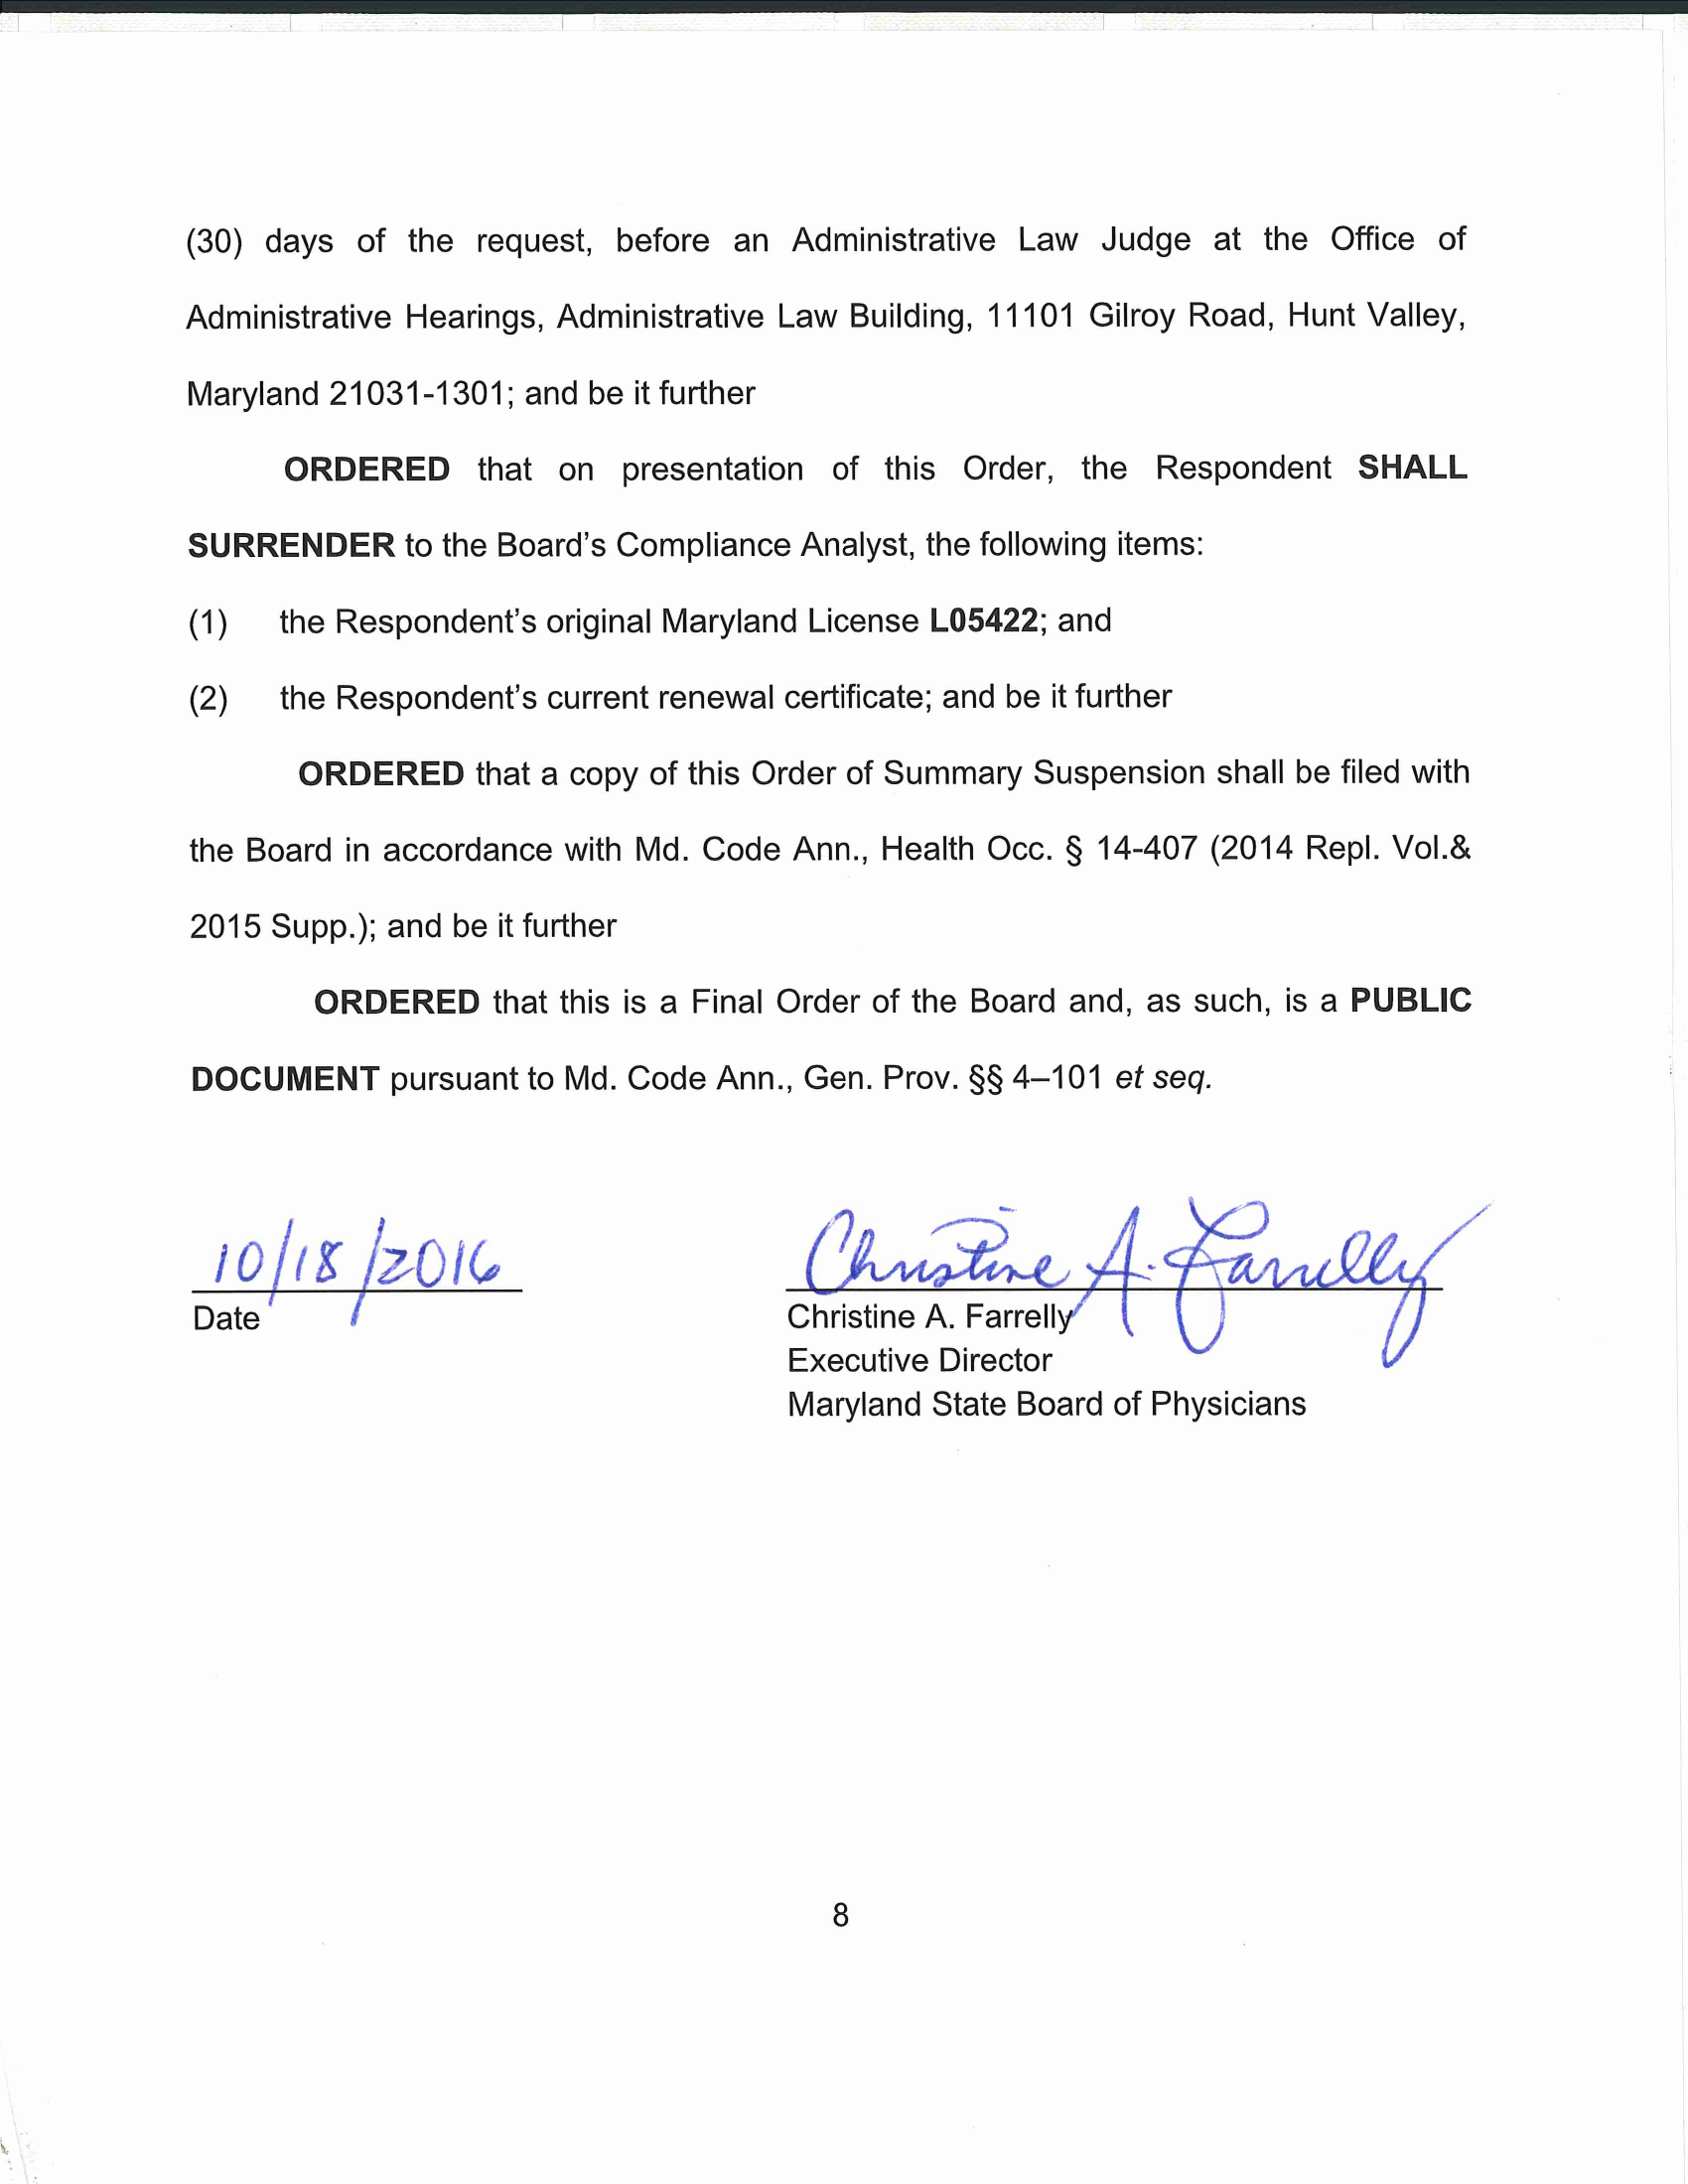 (30) days of the request, before an Administrative Law Judge at the Office of
Administrative Hearings, Administrative Law Building, 11101 Gilroy Road, Hunt Valley,
Maryland 21031-1301; and be it further
ORDERED that on presentation of this Order, the Respondent SHALL
SURRENDER to the Board's Compliance Analyst, the following items:
(1) the Respondent's original Maryland License L05422; and
(2) the Respondent's current renewal certificate; and be it further
ORDERED that a copy of this Order of Summary Suspension shall be filed with
the Board in accordance with Md. Code Ann., Health Occ. § 14-407 (2014 Repl. Vol.&
2015 Supp.); and be it further
ORDERED that this is a Final Order of the Board and, as such, is a PUBLIC
DOCUMENT pursuant to Md. Code Ann., Gen. Prov. §§ 4–101 et seq.
10/18/2016
Date
Christine A. Farrelly
Christine A. Farrelly
Executive Director
Maryland State Board of Physicians
8